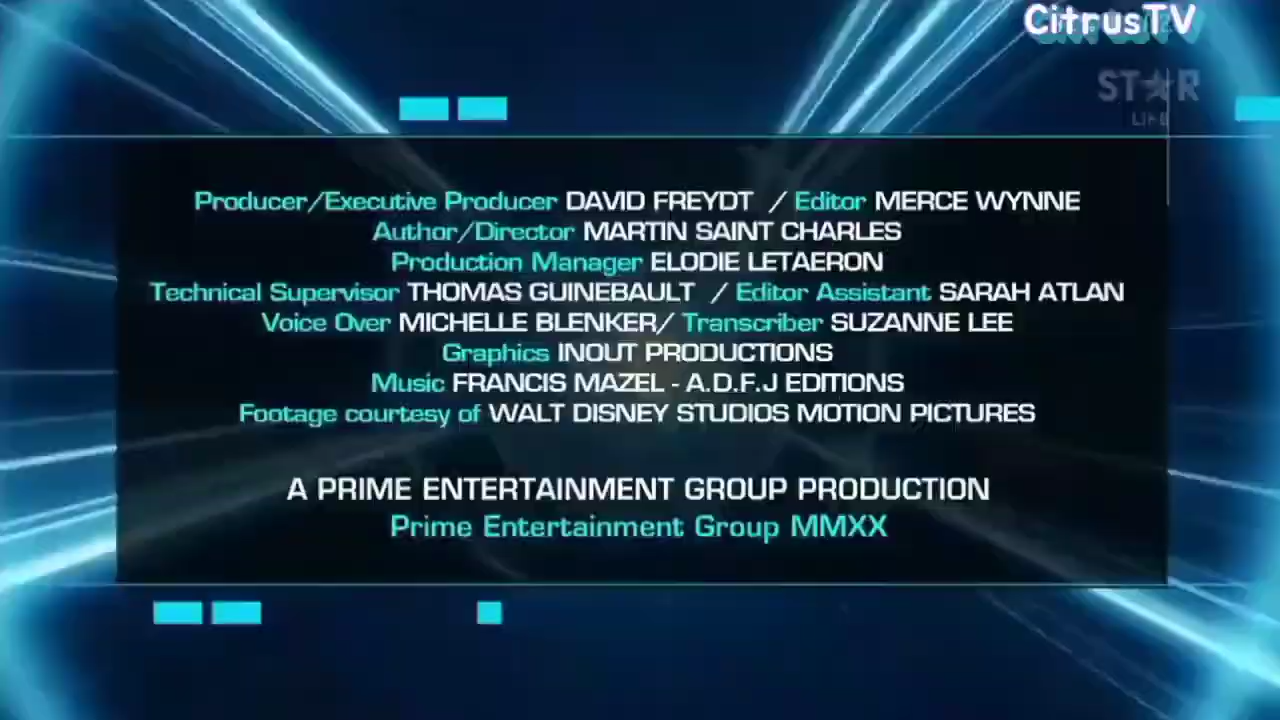 CitrusTV
STAR
LIFE
Producer/Executive Producer DAVID FREYDT / Editor MERCE WYNNE
Author/Director MARTIN SAINT CHARLES
Production Manager ELODIE LETAERON
Technical Supervisor THOMAS GUINEBAULT / Editor Assistant SARAH ATLAN
Voice Over MICHELLE BLENKER/ Transcriber SUZANNE LEE
Graphics INOUT PRODUCTIONS
Music FRANCIS MAZEL - A.D.F.J EDITIONS
Footage courtesy of WALT DISNEY STUDIOS MOTION PICTURES
A PRIME ENTERTAINMENT GROUP PRODUCTION
Prime Entertainment Group MMXX